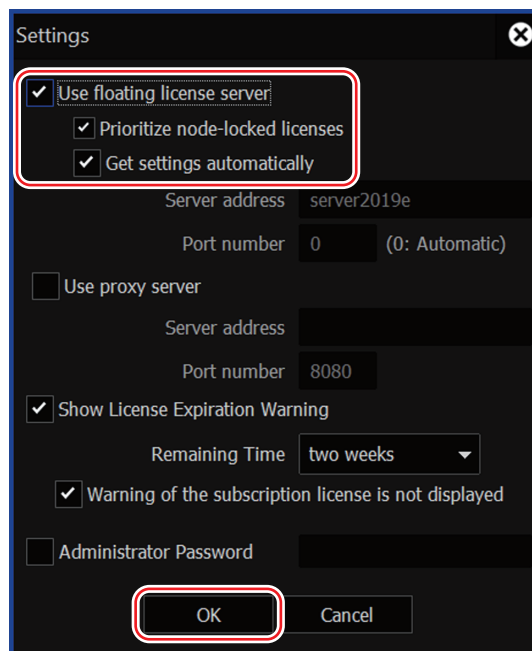 Settings
Use floating license server
Prioritize node-locked licenses
Get settings automatically
Server address server2019e
Port number 0 (0: Automatic)
Use proxy server
Server address
Port number 8080
Show License Expiration Warning
Remaining Time two weeks
Warning of the subscription license is not displayed
Administrator Password
OK Cancel